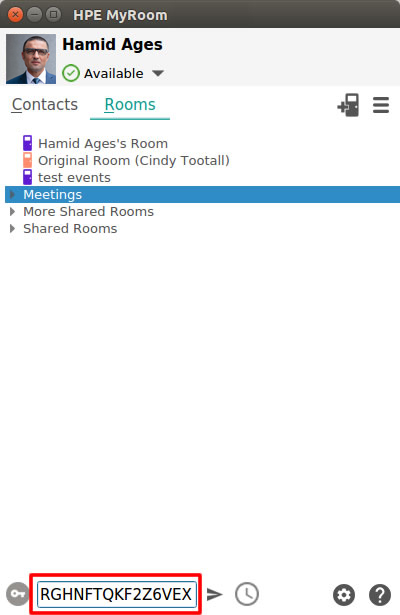 HPE MyRoom
Hamid Ages
Available
Contacts
Rooms
Hamid Ages's Room
Original Room (Cindy Tootall)
test events
Meetings
More Shared Rooms
Shared Rooms
RGHNFTQKF2Z6VEX